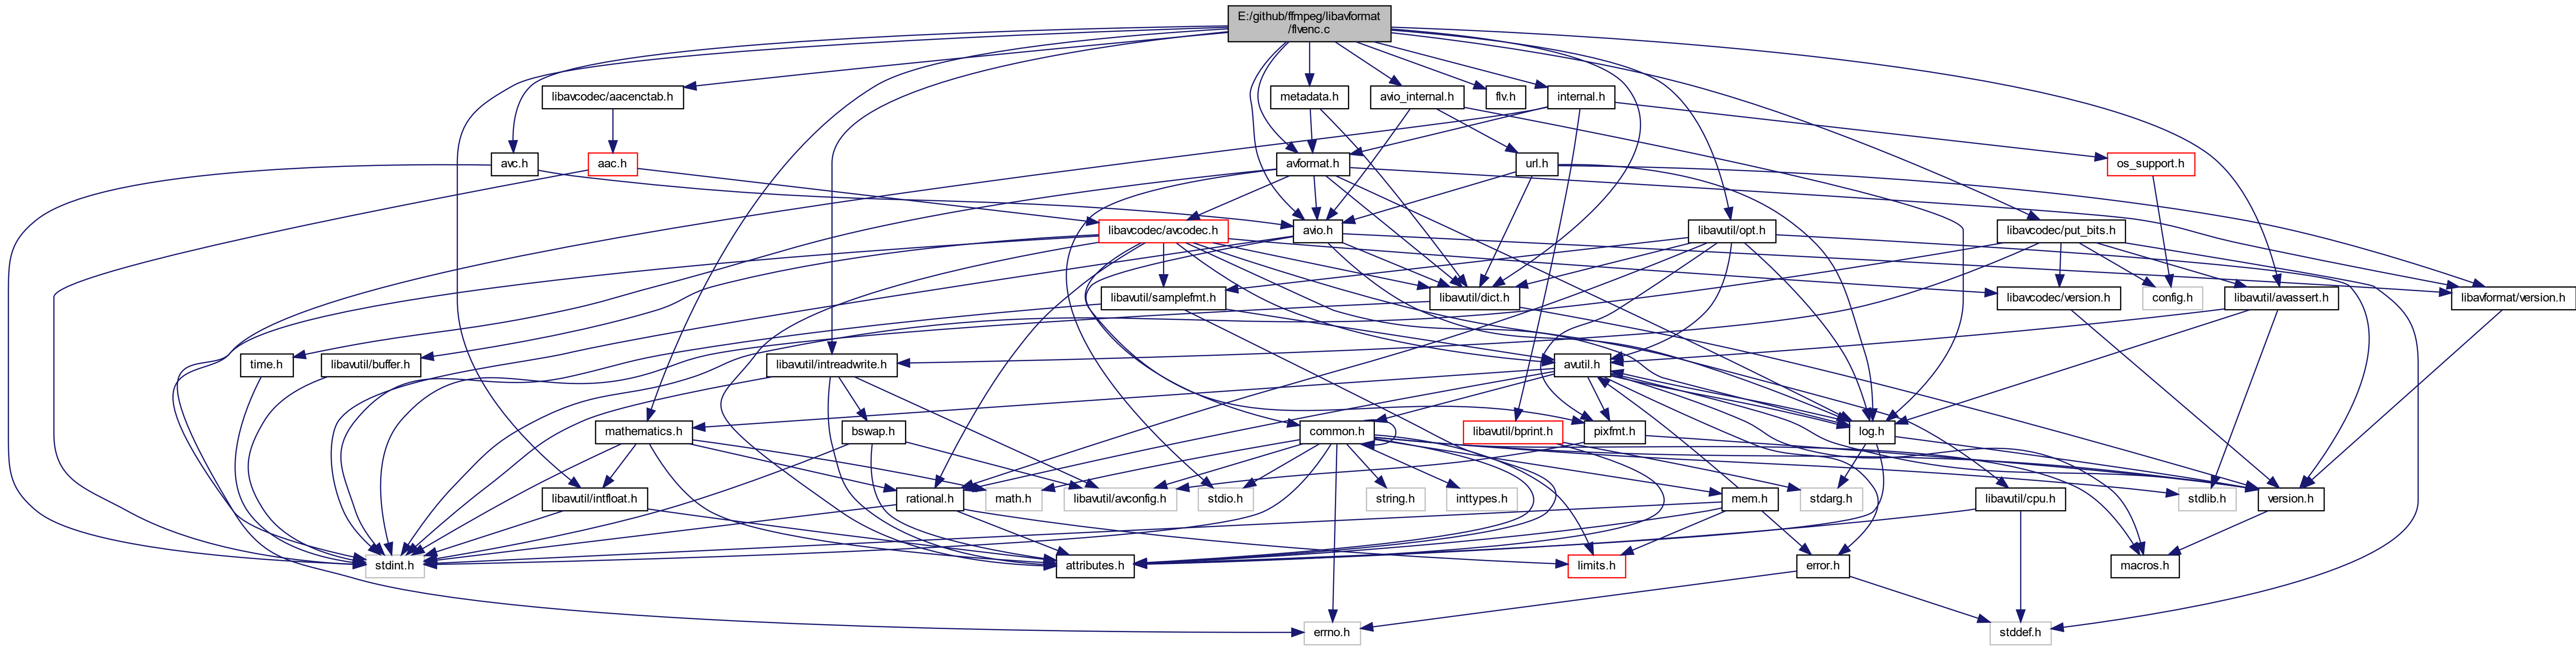 E:/github/ffmpeg/libavformat
/flvenc.c
libavcodec/aacenctab.h
metadata.h
avio_internal.h
flv.h
internal.h
avc.h
aac.h
avformat.h
url.h
os_support.h
libavcodec/avcodec.h
avio.h
libavutil/opt.h
libavcodec/put_bits.h
libavutil/samplefmt.h
libavutil/dict.h
libavcodec/version.h
config.h
libavutil/avassert.h
libavformat/version.h
time.h
libavutil/buffer.h
libavutil/intreadwrite.h
avutil.h
mathematics.h
bswap.h
common.h
libavutil/bprint.h
pixfmt.h
log.h
libavutil/intfloat.h
rational.h
math.h
libavutil/avconfig.h
stdio.h
string.h
inttypes.h
mem.h
stdarg.h
libavutil/cpu.h
stdlib.h
version.h
stdint.h
attributes.h
limits.h
error.h
macros.h
errno.h
stddef.h